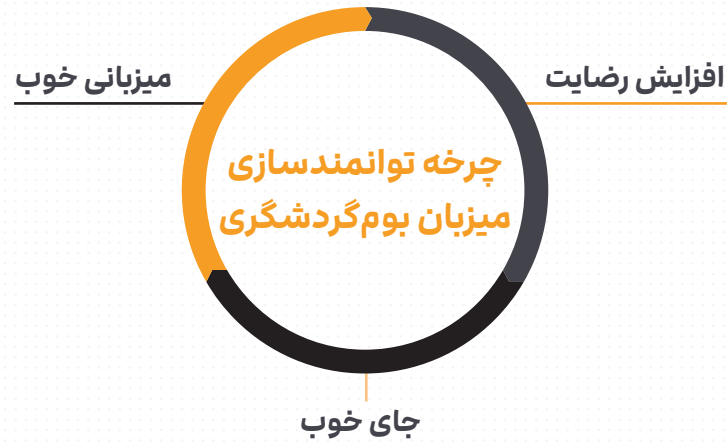 افزایش رضایت
میزبانی خوب
چرخه توانمندسازی
میزبان بوم‌گردشگری
جای خوب